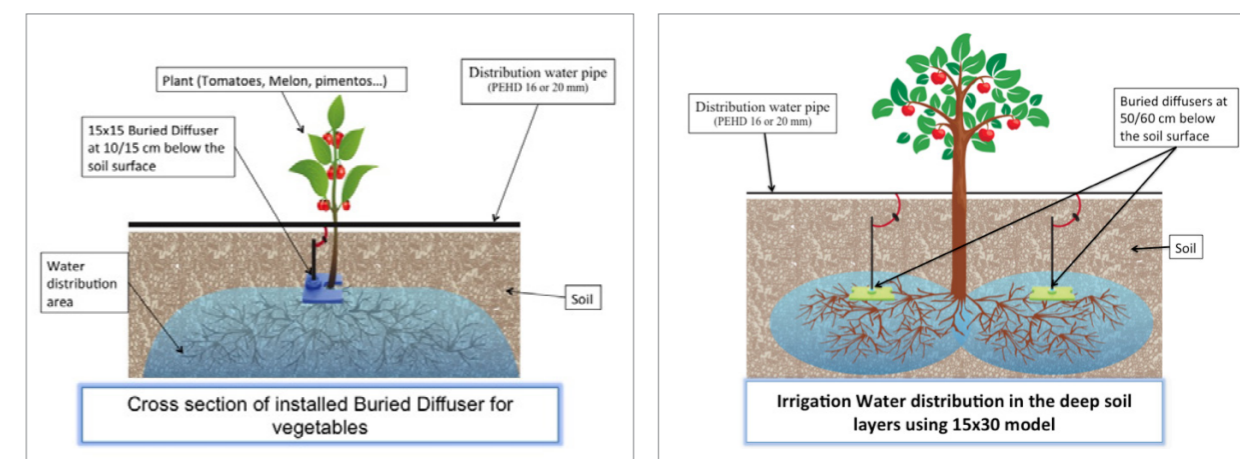 Plant (Tomatoes, Melon, pimentos...)
Distribution water pipe
(PEHD 16 or 20 mm)
15x15 Buried Diffuser
at 10/15 cm below the
soil surface
Water
distribution
area
Soil
Cross section of installed Buried Diffuser for
vegetables
Distribution water pipe
(PEHD 16 or 20 mm)
Buried diffusers at
50/60 cm below
the soil surface
Soil
Irrigation Water distribution in the deep soil
layers using 15x30 model